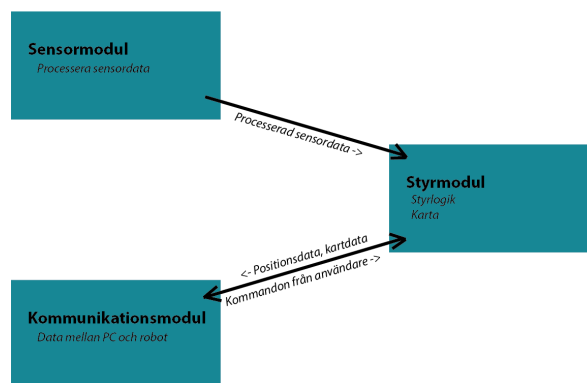 Sensormodul
Processera sensordata
Processerad sensordata ->
Styrmodul
Styrlogik
Karta
<- Positionsdata, kartdata
Kommandon från användare ->
Kommunikationsmodul
Data mellan PC och robot